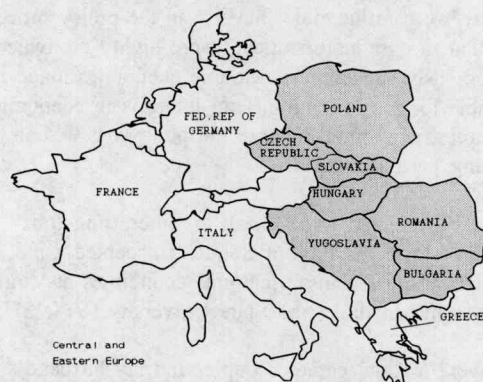 POLAND
FED. REP OF
GERMANY
CZECH
REPUBLIC
SLOVAKIA
FRANCE
HUNGARY
ROMANIA
ITALY
YUGOSLAVIA
BULGARIA
GREECE
Central and
Eastern Europe